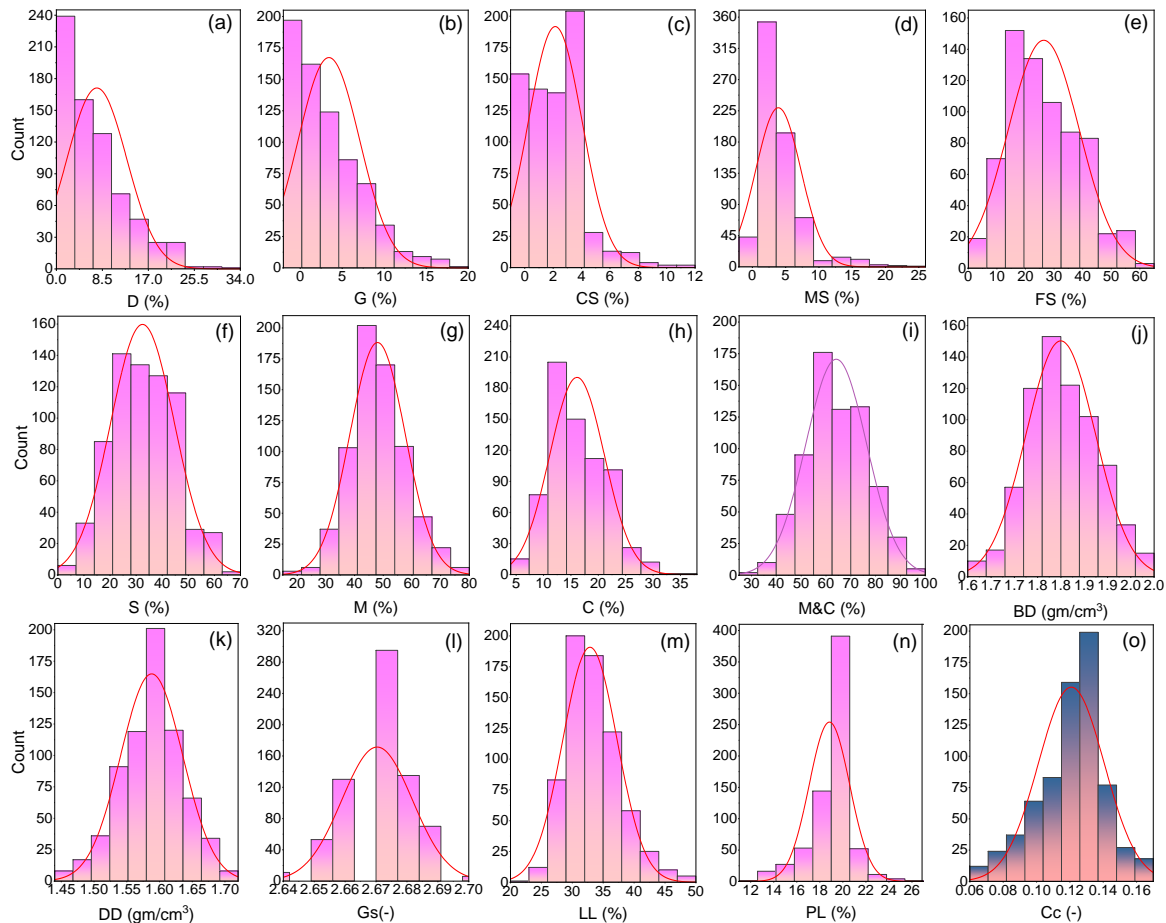 (a) (b) (c) (d) (e)
240 210 180 150 120 90 60 30 0
200 175 150 125 100 75 50 25 0
200 175 150 125 100 75 50 25 0
360 315 270 225 180 135 90 45 0
160 140 120 100 80 60 40 20 0
Count
0.0 8.5 17.0 25.5 34.0
0 5 10 15 20
0 2 4 6 8 10 12
0 5 10 15 20 25
0 10 20 30 40 50 60
D (%) G (%) CS (%) MS (%) FS (%)
(f) (g) (h) (i) (j)
160 140 120 100 80 60 40 20 0
200 175 150 125 100 75 50 25 0
240 210 180 150 120 90 60 30 0
200 175 150 125 100 75 50 25 0
160 140 120 100 80 60 40 20 0
Count
0 10 20 30 40 50 60 70
20 30 40 50 60 70 80
5 10 15 20 25 30 35
30 40 50 60 70 80 90 100
1.6 1.7 1.7 1.8 1.8 1.9 1.9 2.0 2.0
S (%) M (%) C (%) M&C (%) BD (gm/cm³)
(k) (l) (m) (n) (o)
200 175 150 125 100 75 50 25 0
320 280 240 200 160 120 80 40 0
200 175 150 125 100 75 50 25 0
400 350 300 250 200 150 100 50 0
200 175 150 125 100 75 50 25 0
Count
1.45 1.50 1.55 1.60 1.65 1.70
2.64 2.65 2.66 2.67 2.68 2.69 2.70
20 25 30 35 40 45 50
12 14 16 18 20 22 24 26
0.06 0.08 0.10 0.12 0.14 0.16
DD (gm/cm³) Gs(-) LL (%) PL (%) Cc (-)